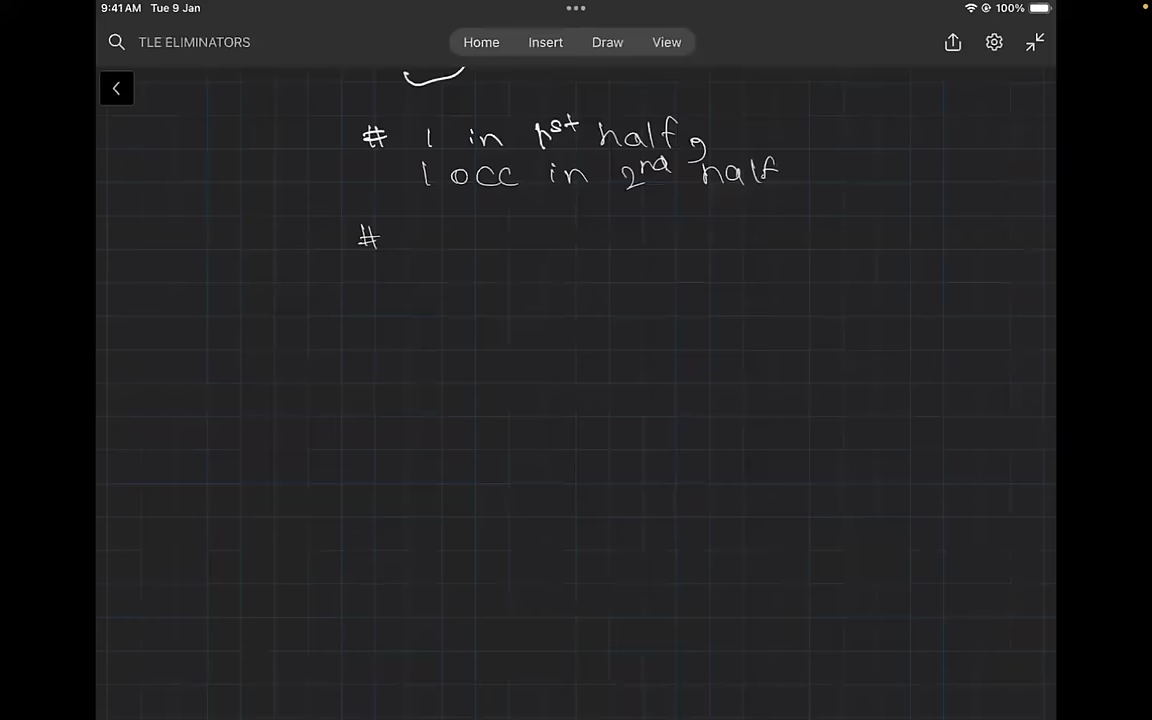 9:41 AM Tue 9 Jan 100%
TLE ELIMINATORS Home Insert Draw View
# 1 in 1st half,
1 occ in 2nd half
#